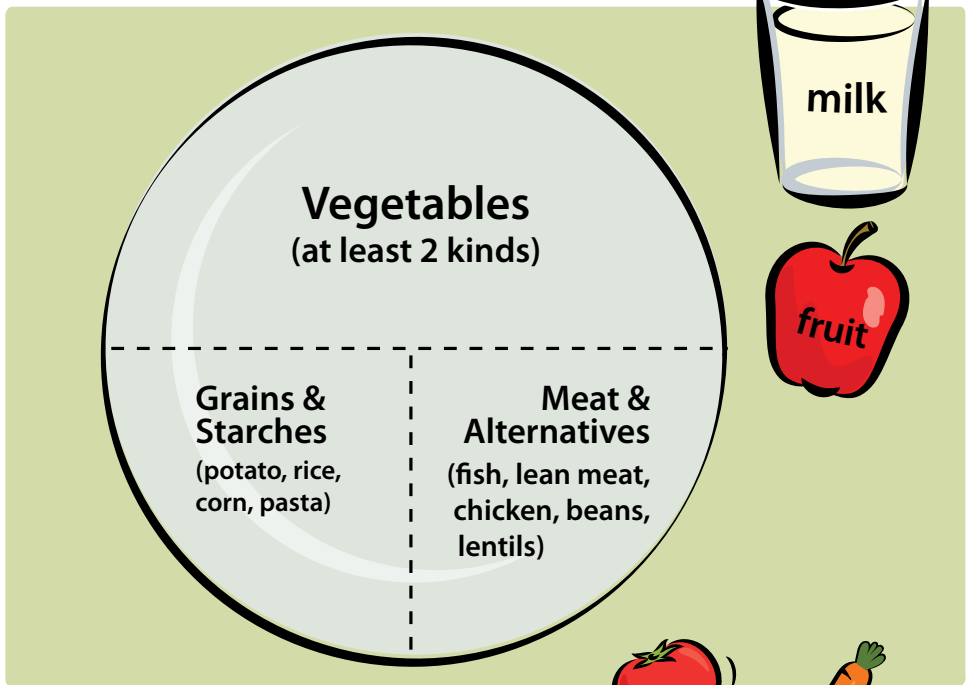 milk
fruit
Vegetables
(at least 2 kinds)
Grains &
Starches
(potato, rice,
corn, pasta)
Meat &
Alternatives
(fish, lean meat,
chicken, beans,
lentils)